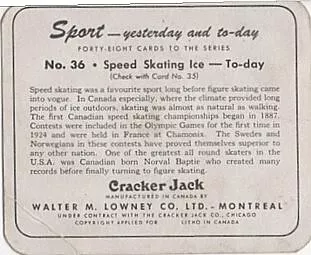 Sport — yesterday and to-day
FORTY-EIGHT CARDS TO THE SERIES
No. 36 • Speed Skating Ice — To-day
(Check with Card No. 35)
Speed skating was a favourite sport long before figure skating came
into vogue. In Canada especially, where the climate provided long
periods of ice outdoors, skating was almost as natural as walking.
The first Canadian speed skating championships began in 1887.
Contests were included in the Olympic Games for the first time in
1924 and were held in France at Chamonix. The Swedes and
Norwegians in these contests have proved themselves superior to
any other nation. One of the greatest all round skaters in the
U.S.A. was Canadian born Norval Baptie who created many
records before finally turning to figure skating.
Cracker Jack
MANUFACTURED IN CANADA BY
WALTER M. LOWNEY CO. LTD. - MONTREAL
UNDER CONTRACT WITH THE CRACKER JACK CO., CHICAGO
COPYRIGHT APPLIED FOR LITHO IN CANADA